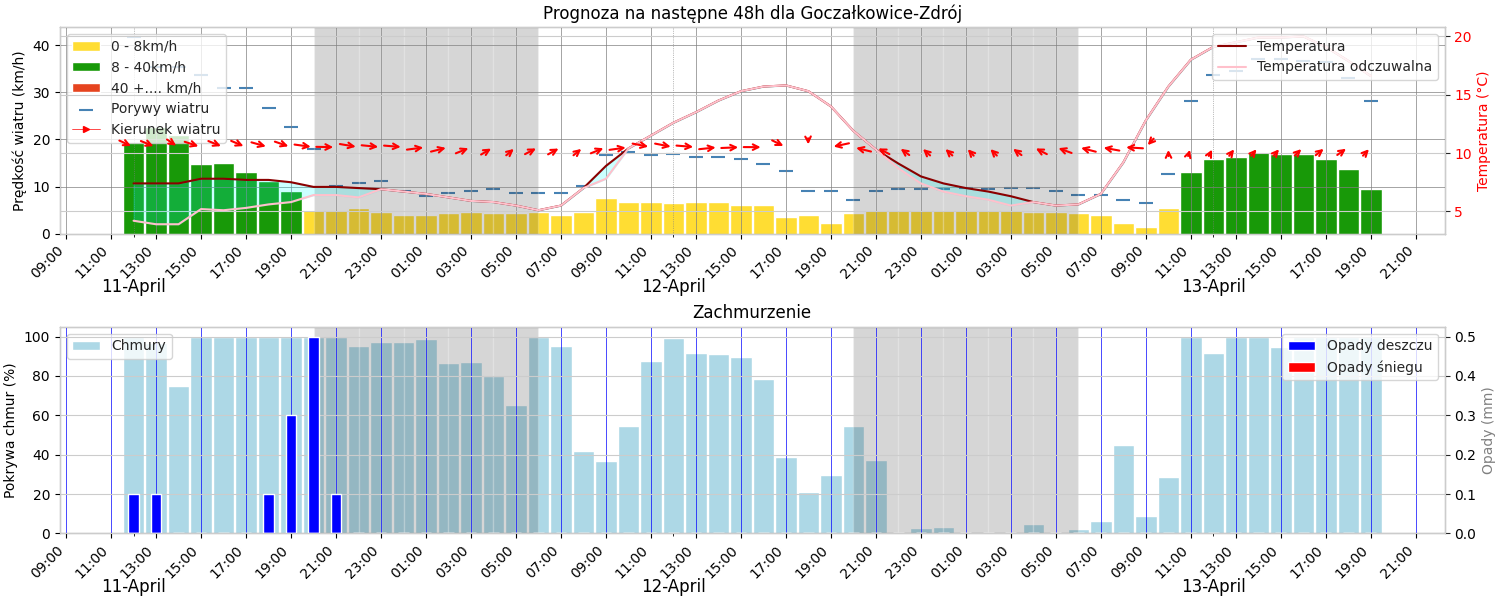 Prognoza na następne 48h dla Goczałkowice-Zdrój
0 - 8km/h
8 - 40km/h
40 +.... km/h
Porywy wiatru
Kierunek wiatru
Temperatura
Temperatura odczuwalna
Prędkość wiatru (km/h)
40
30
20
10
0
Temperatura (°C)
20
15
10
5
09:00 11:00 13:00 15:00 17:00 19:00 21:00 23:00 01:00 03:00 05:00 07:00 09:00 11:00 13:00 15:00 17:00 19:00 21:00 23:00 01:00 03:00 05:00 07:00 09:00 11:00 13:00 15:00 17:00 19:00 21:00
11-April 12-April 13-April
Zachmurzenie
Chmury
Opady deszczu
Opady śniegu
Pokrywa chmur (%)
100
80
60
40
20
0
Opady (mm)
0.5
0.4
0.3
0.2
0.1
0.0
09:00 11:00 13:00 15:00 17:00 19:00 21:00 23:00 01:00 03:00 05:00 07:00 09:00 11:00 13:00 15:00 17:00 19:00 21:00 23:00 01:00 03:00 05:00 07:00 09:00 11:00 13:00 15:00 17:00 19:00 21:00
11-April 12-April 13-April